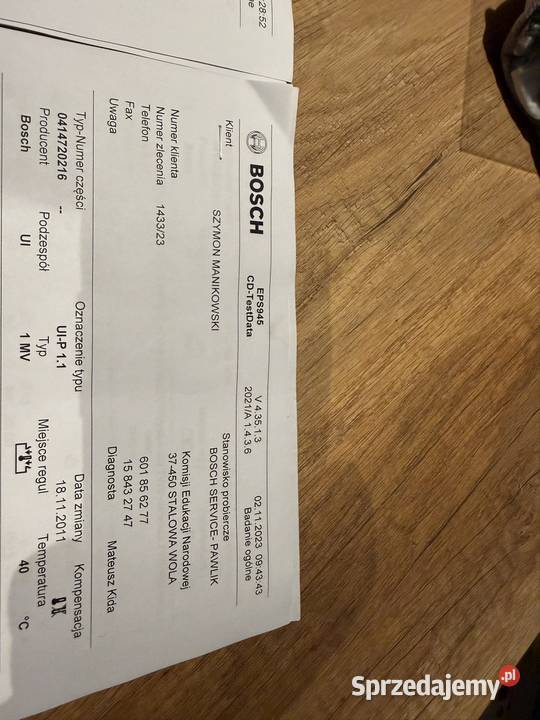 :28:52
ne
BOSCH
EPS945
CD-TestData
V 4.35.1.3
2021/A 1.4.3.6
02.11.2023 09:43:43
Badanie ogólne
Klient
SZYMON MANIKOWSKI
Stanowisko probiercze
BOSCH SERVICE- PAWLIK
Komisji Edukacji Narodowej
37-450 STALOWA WOLA
Numer klienta
Numer zlecenia 1433/23
Telefon 601 85 62 77
Fax 15 843 27 47
Uwaga Diagnosta Mateusz Kida
Typ-Numer części Oznaczenie typu Data zmiany Kompensacja
0414720216 -- UI-P 1.1 18.11.2011
Producent Podzespół Typ Miejsce regul Temperatura
Bosch UI 1 MV 40 °C
Sprzedajemy.pl